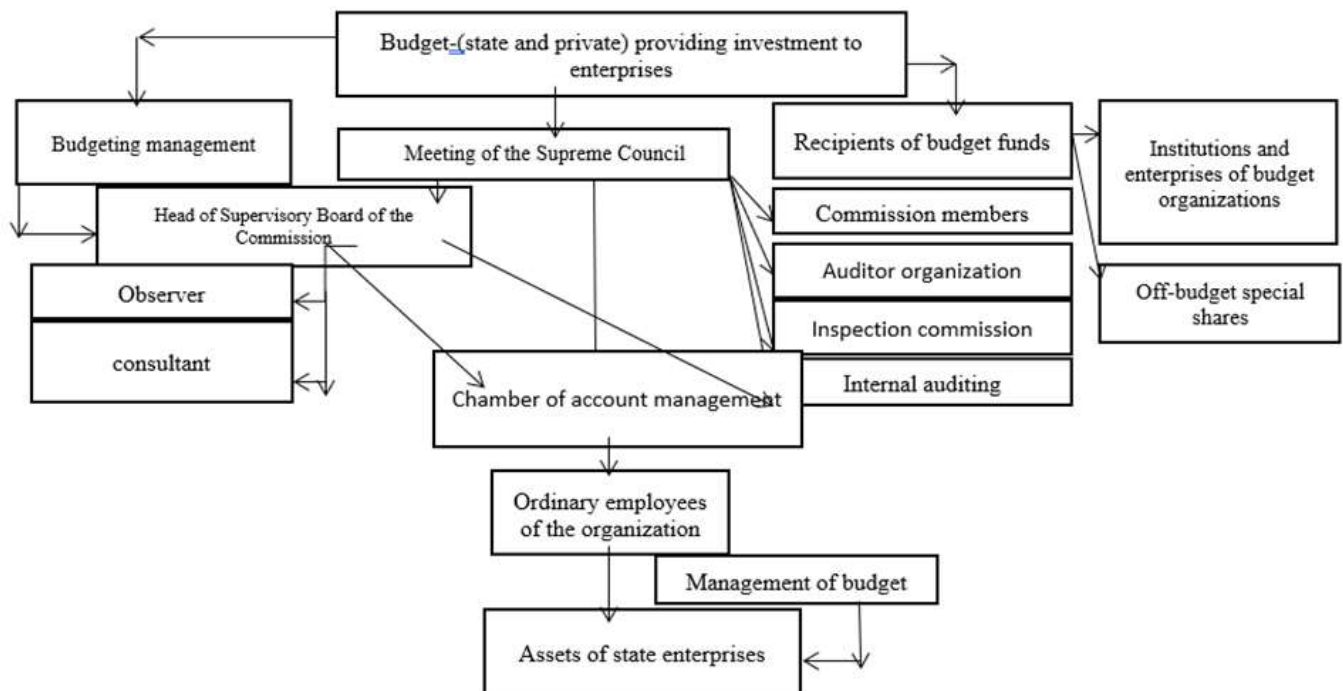 Budget-(state and private) providing investment to
enterprises
Budgeting management
Meeting of the Supreme Council
Recipients of budget funds
Institutions and
enterprises of budget
organizations
Head of Supervisory Board of the
Commission
Commission members
Observer
Auditor organization
Off-budget special
shares
consultant
Inspection commission
Chamber of account management
Internal auditing
Ordinary employees
of the organization
Management of budget
Assets of state enterprises